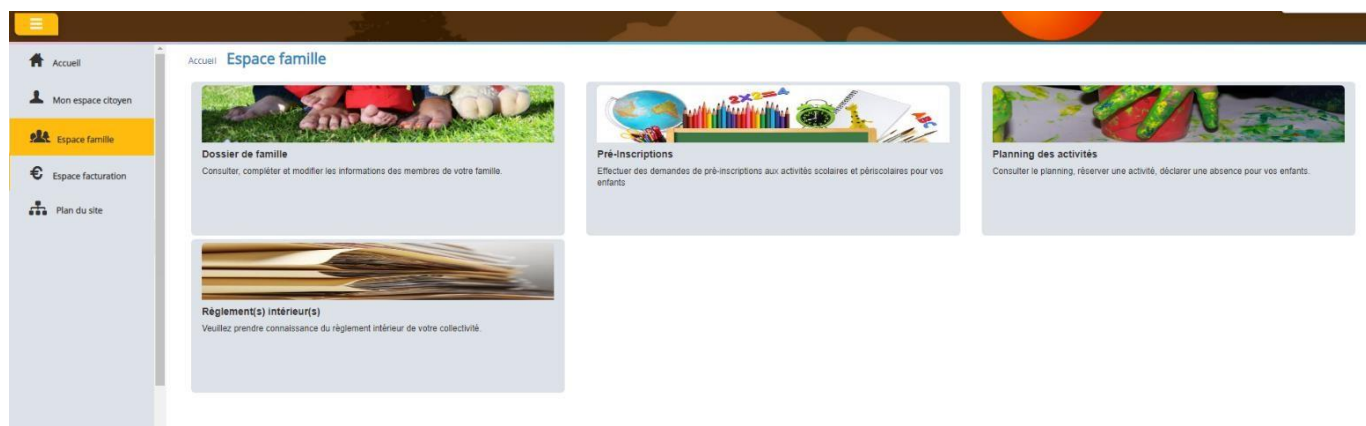 Accueil
Mon espace citoyen
Espace famille
Espace facturation
Plan du site
Accueil Espace famille
2x2=4
ABC
Dossier de famille
Consulter, compléter et modifier les informations des membres de votre famille.
Pré-Inscriptions
Effectuer des demandes de pré-inscriptions aux activités scolaires et périscolaires pour vos
enfants
Planning des activités
Consulter le planning, réserver une activité, déclarer une absence pour vos enfants.
Règlement(s) intérieur(s)
Veuillez prendre connaissance du règlement intérieur de votre collectivité.